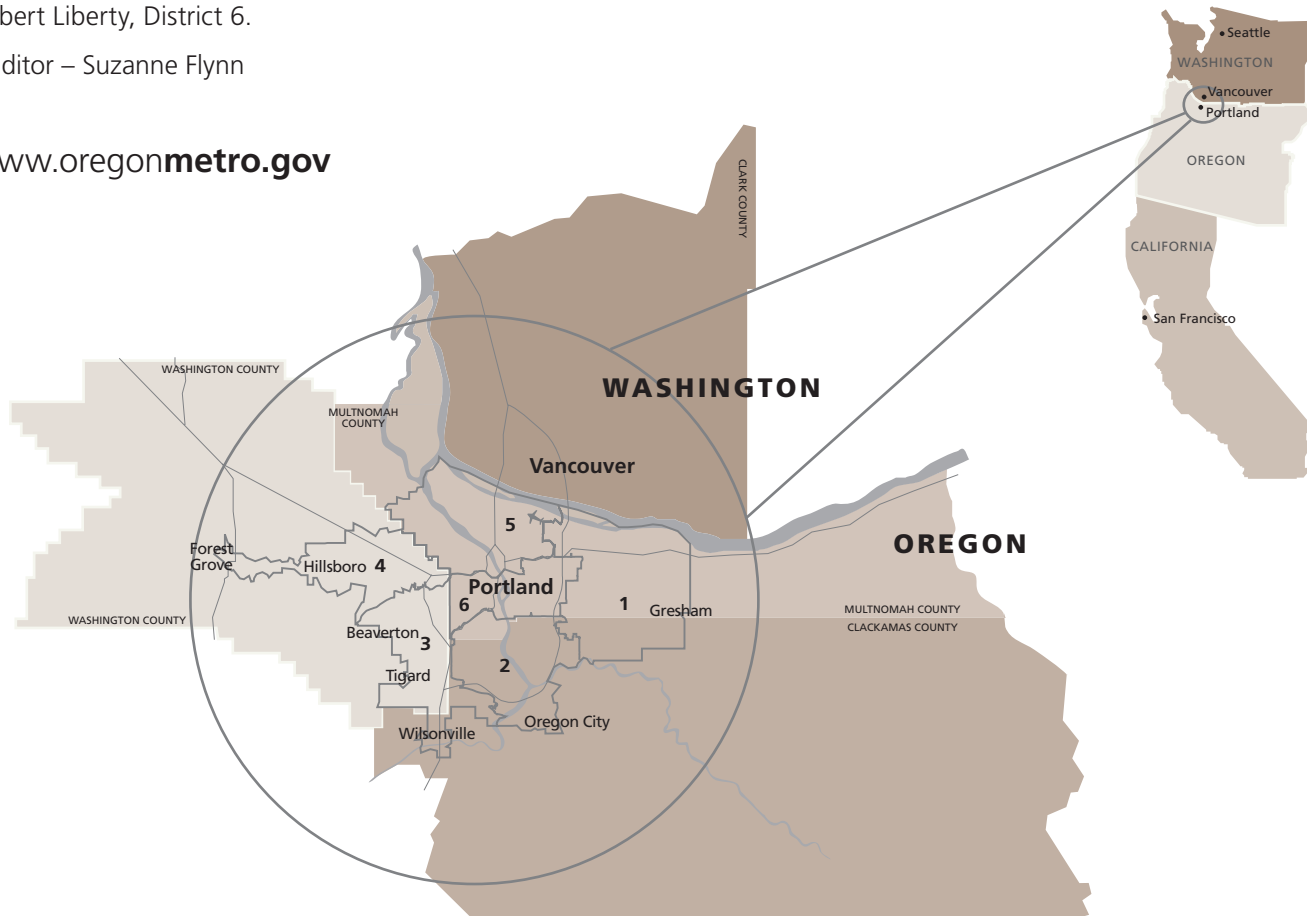 bert Liberty, District 6.
ditor – Suzanne Flynn
ww.oregonmetro.gov
Seattle
WASHINGTON
Vancouver
Portland
OREGON
CALIFORNIA
San Francisco
CLARK COUNTY
WASHINGTON COUNTY
WASHINGTON
MULTNOMAH
COUNTY
Vancouver
5
OREGON
Forest
Grove
Hillsboro 4
Portland
6
1
Gresham
MULTNOMAH COUNTY
WASHINGTON COUNTY
CLACKAMAS COUNTY
Beaverton
3
2
Tigard
Oregon City
Wilsonville